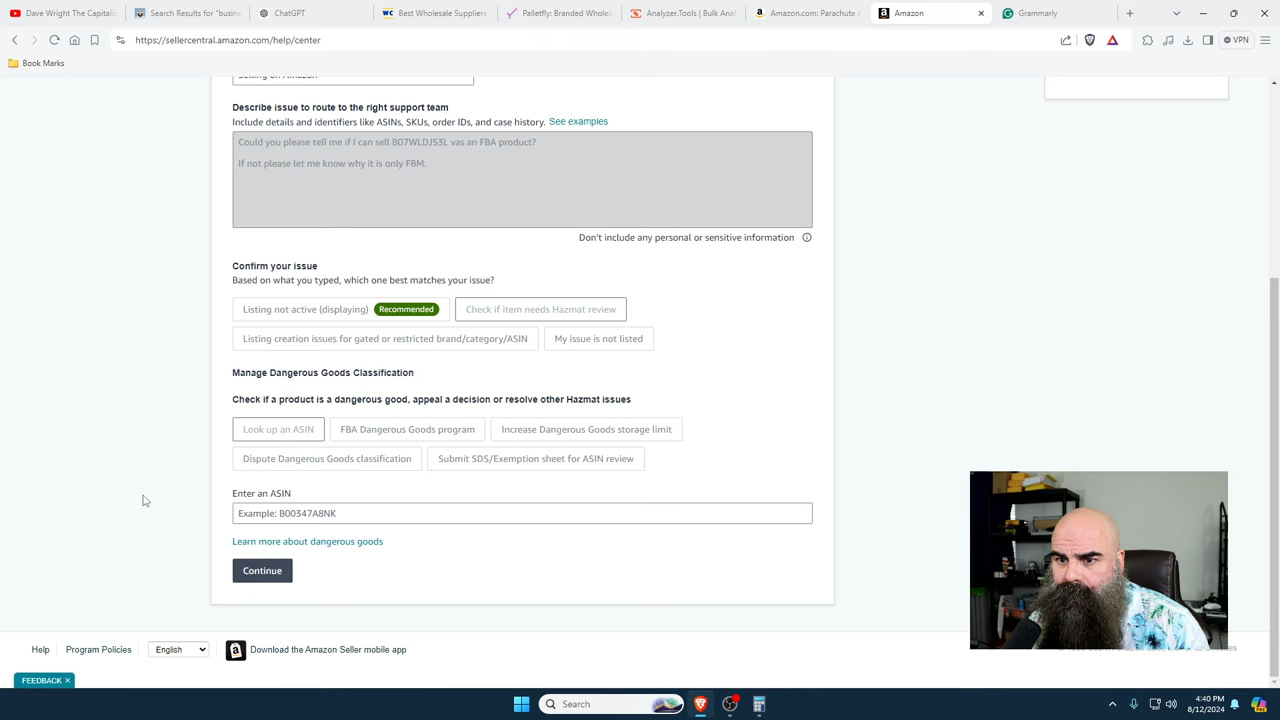 Dave Wright The Capitalis
Search Results for "busine
ChatGPT
Best Wholesale Suppliers
Palletfly: Branded Wholes
Analyzer.Tools | Bulk Anal
Amazon.com: Parachute A
Amazon
Grammarly
https://sellercentral.amazon.com/help/center
VPN
Book Marks
Selling on Amazon
Describe issue to route to the right support team
Include details and identifiers like ASINs, SKUs, order IDs, and case history. See examples
Could you please tell me if I can sell B07WLDJS3L vas an FBA product?
If not please let me know why it is only FBM.
Don't include any personal or sensitive information
Confirm your issue
Based on what you typed, which one best matches your issue?
Listing not active (displaying) Recommended Check if item needs Hazmat review
Listing creation issues for gated or restricted brand/category/ASIN My issue is not listed
Manage Dangerous Goods Classification
Check if a product is a dangerous good, appeal a decision or resolve other Hazmat issues
Look up an ASIN FBA Dangerous Goods program Increase Dangerous Goods storage limit
Dispute Dangerous Goods classification Submit SDS/Exemption sheet for ASIN review
Enter an ASIN
Example: B00347A8NK
Learn more about dangerous goods
Continue
Help Program Policies English Download the Amazon Seller mobile app
FEEDBACK ×
Search
4:40 PM
8/12/2024